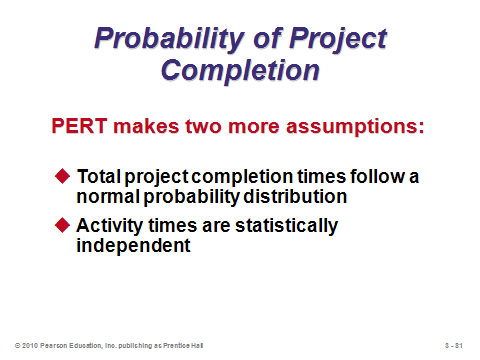 Probability of Project
Completion
PERT makes two more assumptions:
Total project completion times follow a
normal probability distribution
Activity times are statistically
independent
© 2010 Pearson Education, Inc. publishing as Prentice Hall
3 - 81